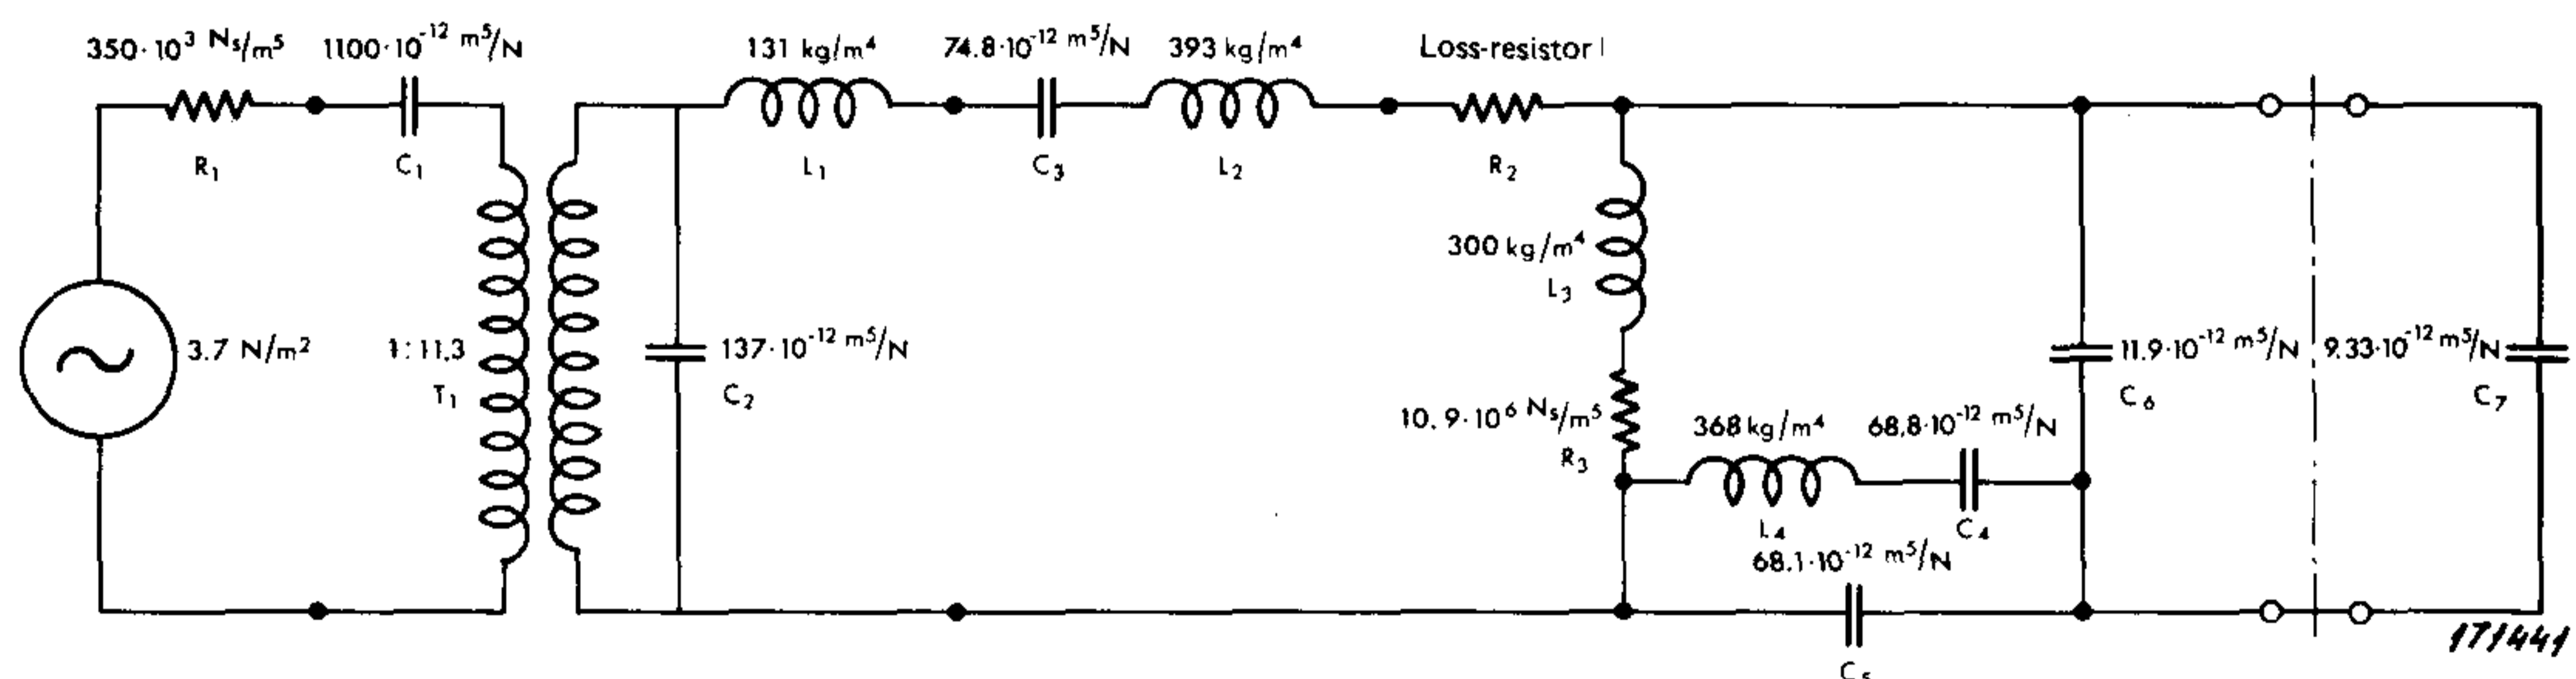 350·10³ Ns/m⁵
1100·10⁻¹² m⁵/N
131 kg/m⁴
74.8·10⁻¹² m⁵/N
393 kg/m⁴
Loss-resistor
R₁
C₁
L₁
C₃
L₂
R₂
300 kg/m⁴
L₃
3.7 N/m²
1:11.3
T₁
137·10⁻¹² m⁵/N
C₂
11.9·10⁻¹² m⁵/N
C₆
9.33·10⁻¹² m⁵/N
C₇
10.9·10⁶ Ns/m⁵
R₃
368 kg/m⁴
68.8·10⁻¹² m⁵/N
L₄
C₄
68.1·10⁻¹² m⁵/N
C₅
171441